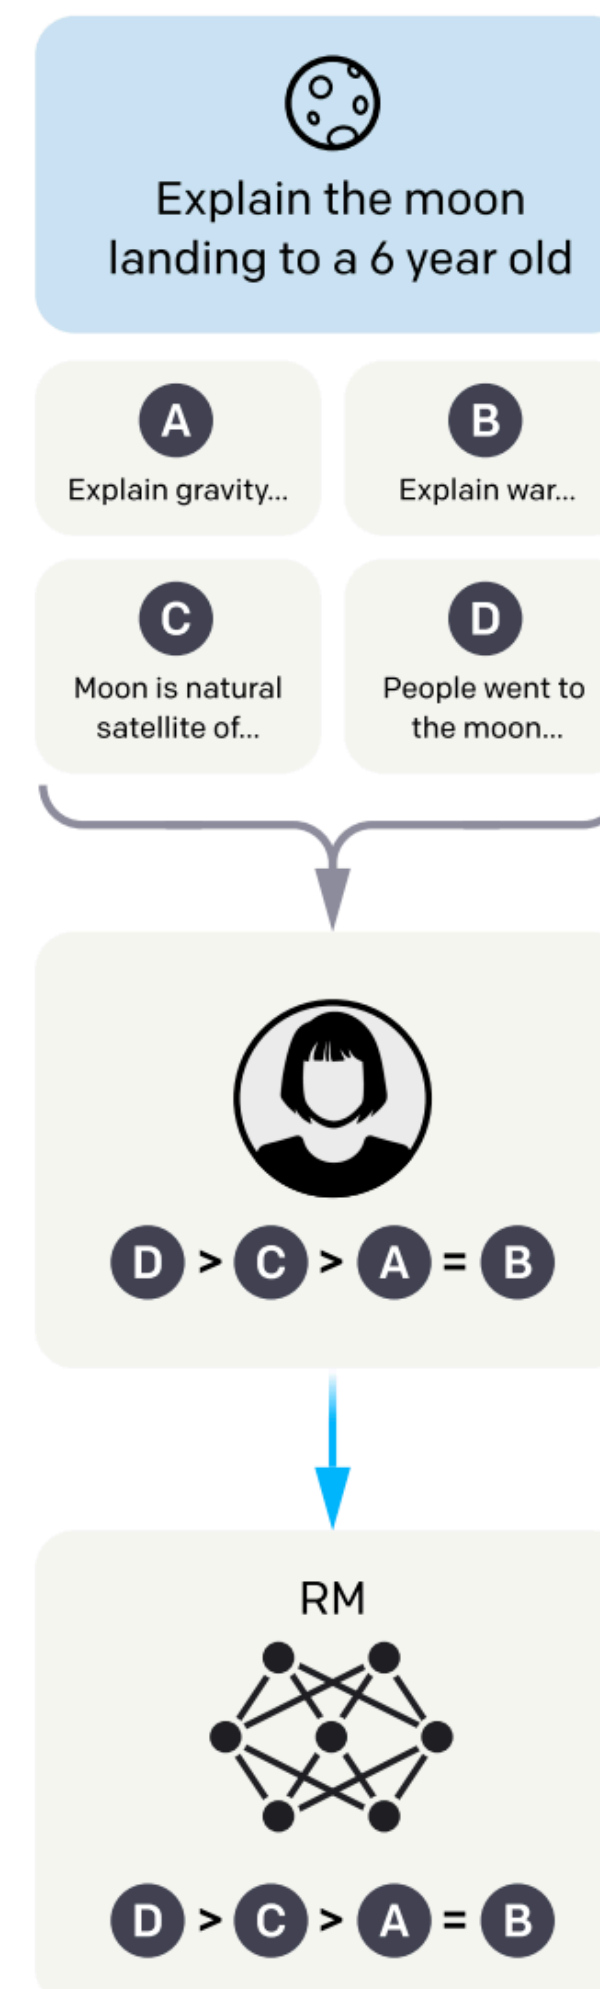 Explain the moon
landing to a 6 year old
A
B
Explain gravity...
Explain war...
C
D
Moon is natural
satellite of...
People went to
the moon...
D > C > A = B
RM
D > C > A = B